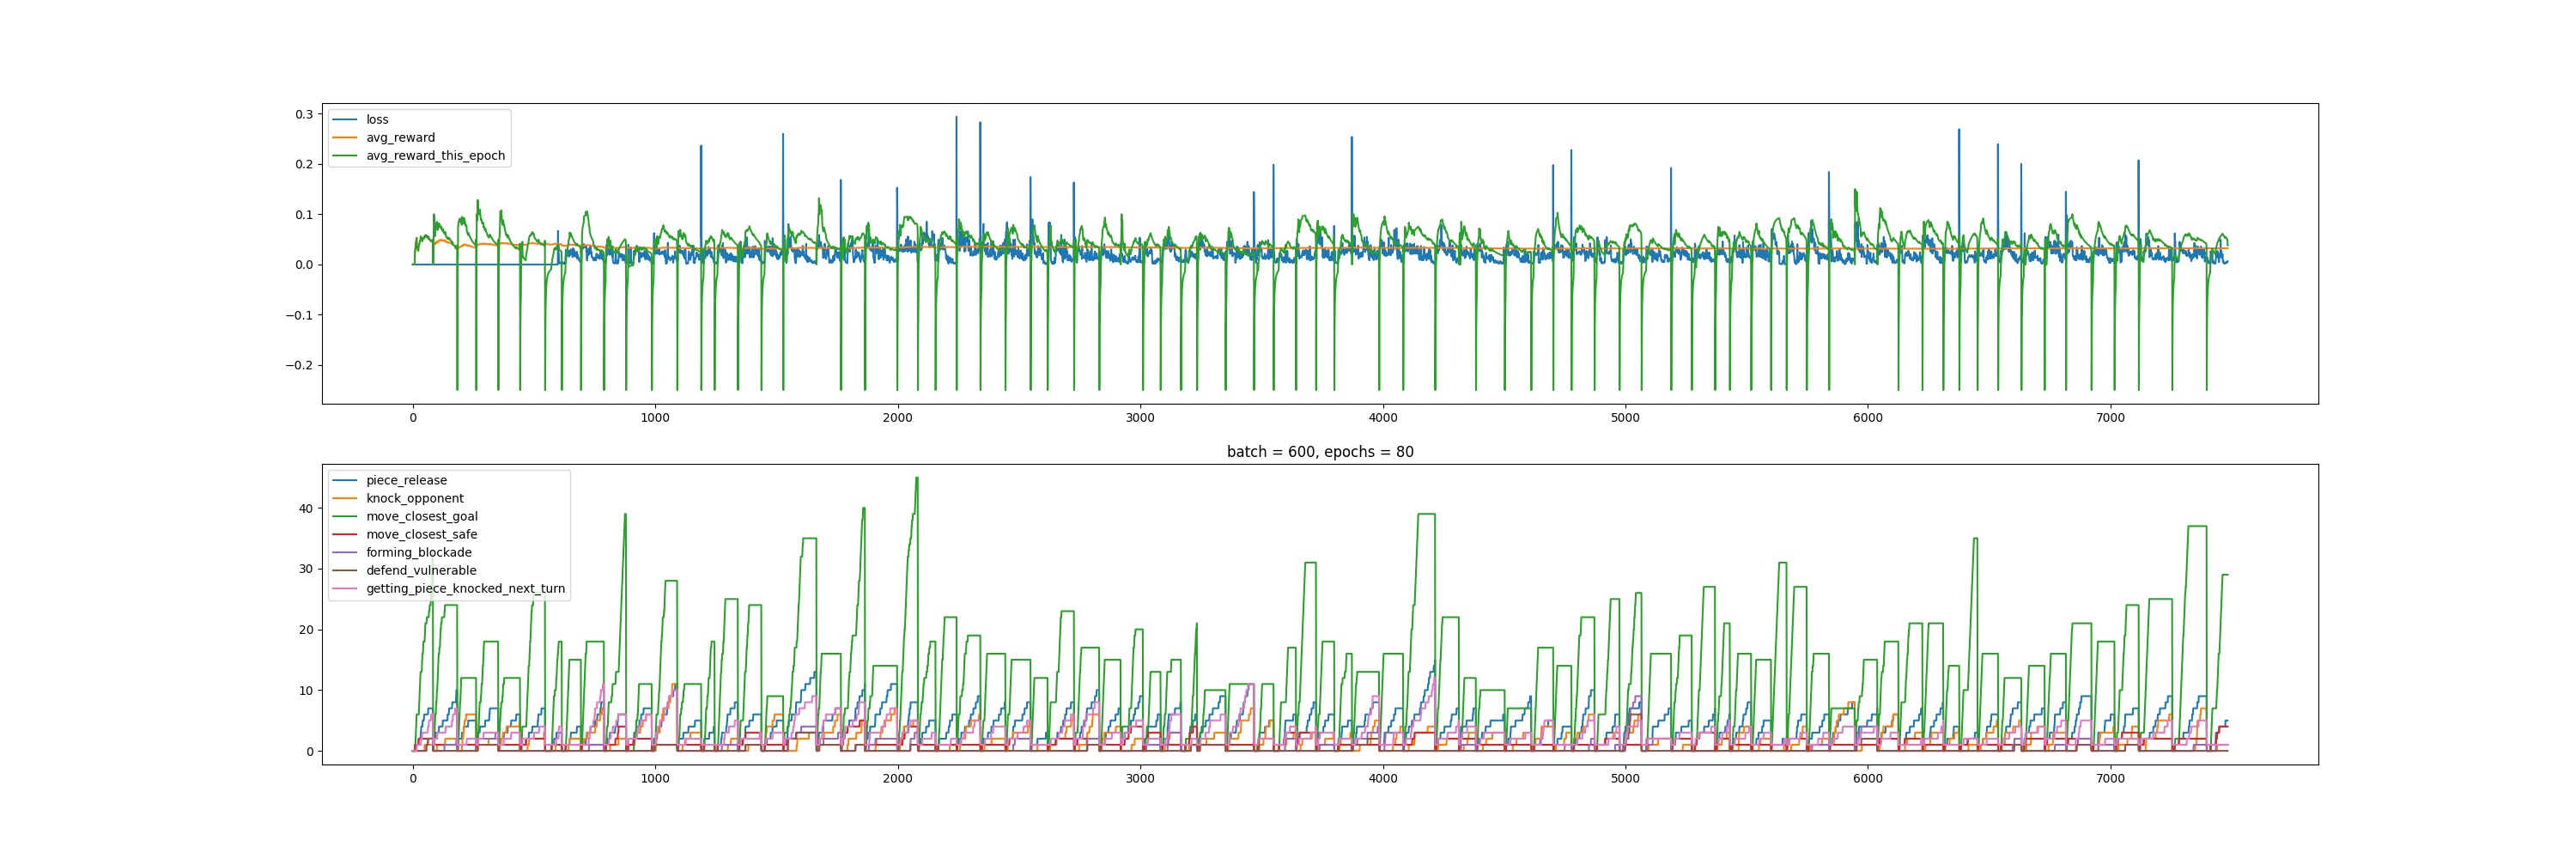 0.3
0.2
0.1
0.0
−0.1
−0.2
loss
avg_reward
avg_reward_this_epoch
0 1000 2000 3000 4000 5000 6000 7000
batch = 600, epochs = 80
40
30
20
10
0
piece_release
knock_opponent
move_closest_goal
move_closest_safe
forming_blockade
defend_vulnerable
getting_piece_knocked_next_turn
0 1000 2000 3000 4000 5000 6000 7000